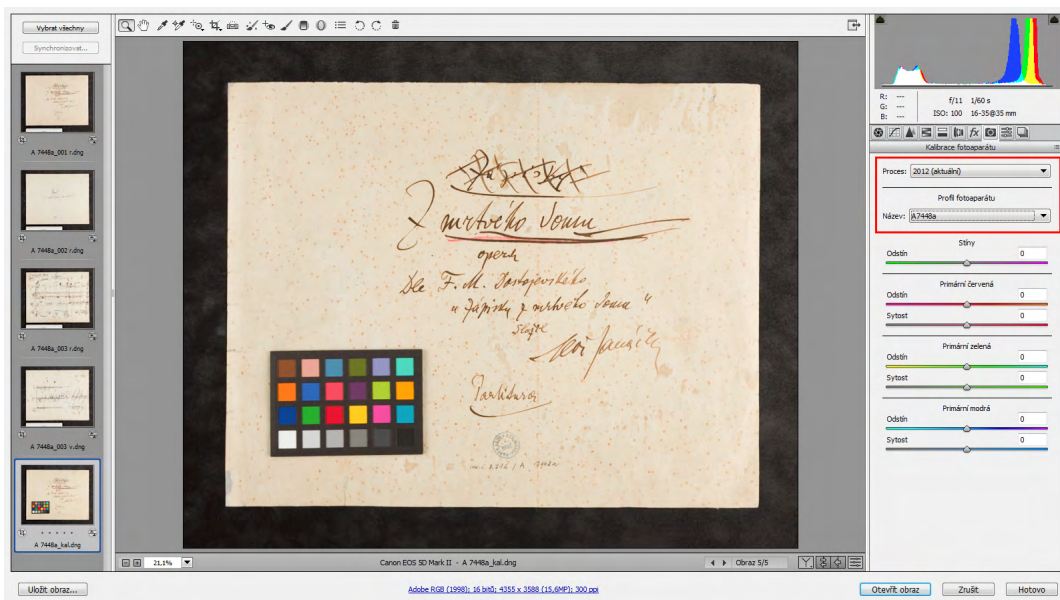 Vybrat všechny
Synchronizovat...
A 7448a_001 r.dng
A 7448a_002 r.dng
A 7448a_003 r.dng
A 7448a_003 v.dng
A 7448a_kal.dng
Uložit obraz...
Z mrtvého domu
opera
Dle F. M. Dostojevského
"Zápisky z mrtvého domu"
složil
Leoš Janáček
Partitura
21,1%
Canon EOS 5D Mark II - A 7448a_kal.dng
Obraz 5/5
Adobe RGB (1998); 16 bitů; 4355 x 3588 (15,6MP); 300 ppi
R: ---
G: ---
B: ---
f/11 1/60 s
ISO: 100 16-35@35 mm
Kalibrace fotoaparátu
Proces: 2012 (aktuální)
Profil fotoaparátu
Název: A7448a
Stíny
Odstín 0
Primární červená
Odstín 0
Sytost 0
Primární zelená
Odstín 0
Sytost 0
Primární modrá
Odstín 0
Sytost 0
Otevřít obraz
Zrušit
Hotovo